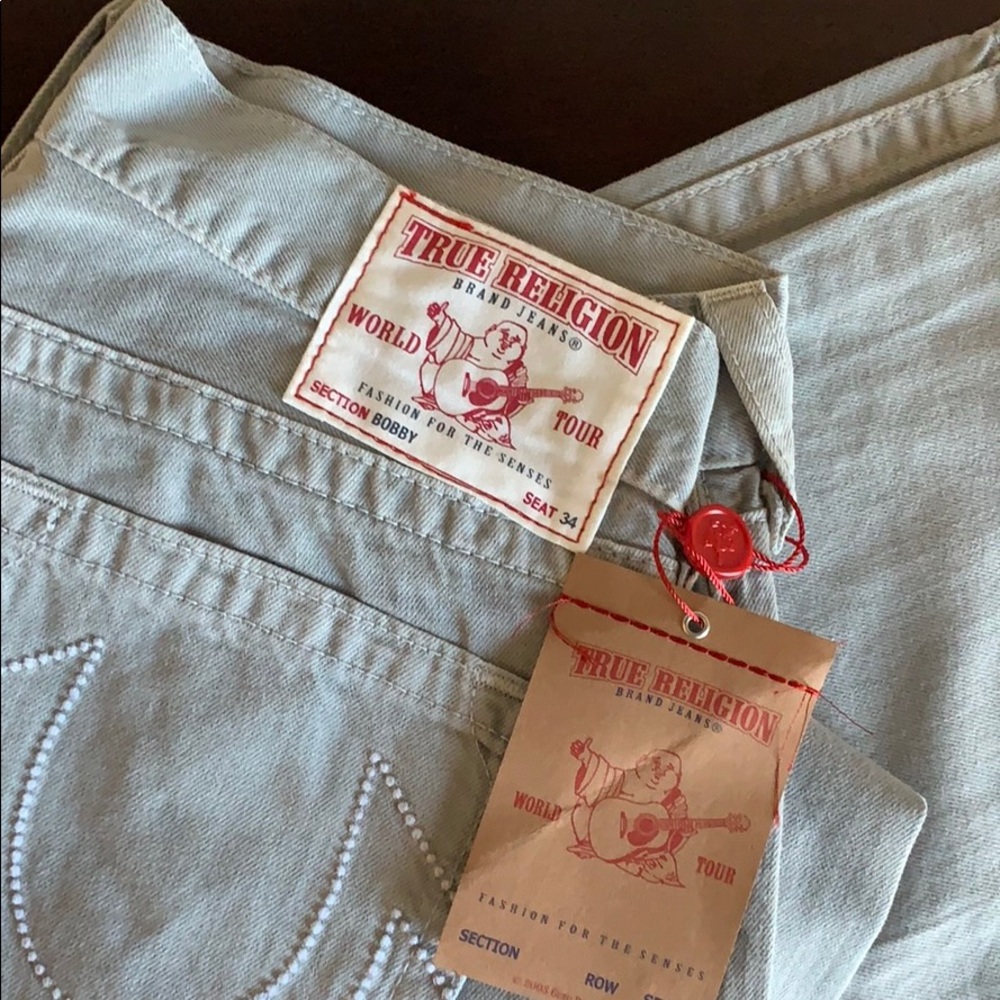 TRUE RELIGION
BRAND JEANS®
WORLD TOUR
FASHION FOR THE SENSES
SECTION BOBBY
SEAT 34
TRUE RELIGION
BRAND JEANS®
WORLD TOUR
FASHION FOR THE SENSES
SECTION
ROW